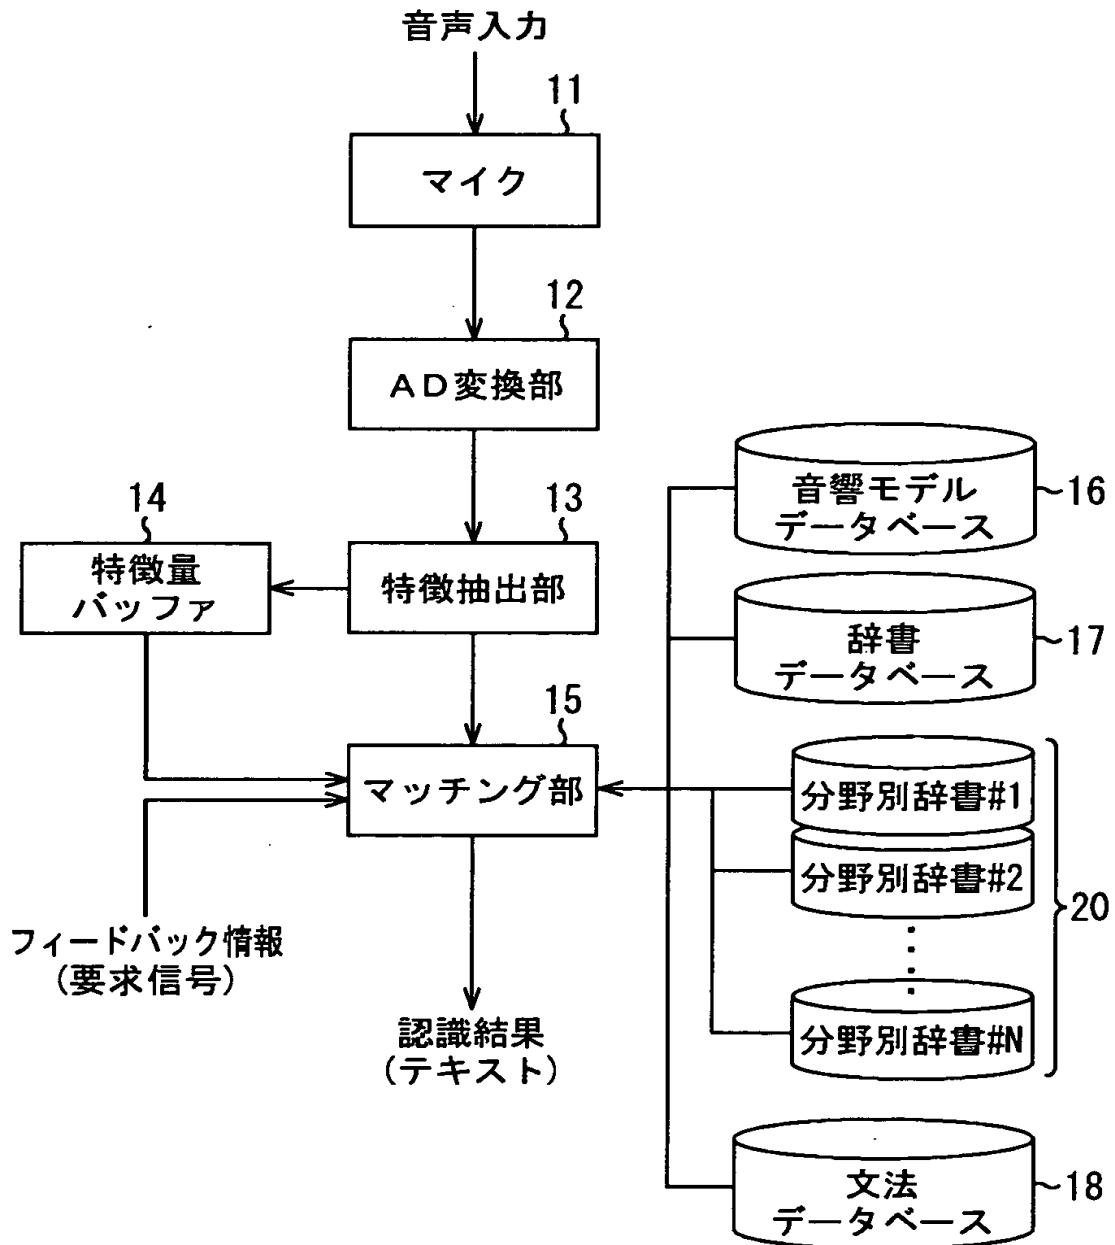 音声入力
11
マイク
12
AD変換部
13
特徴抽出部
14
特徴量
バッファ
15
マッチング部
フィードバック情報
(要求信号)
認識結果
(テキスト)
音響モデル
データベース
16
辞書
データベース
17
分野別辞書#1
分野別辞書#2
分野別辞書#N
20
文法
データベース
18